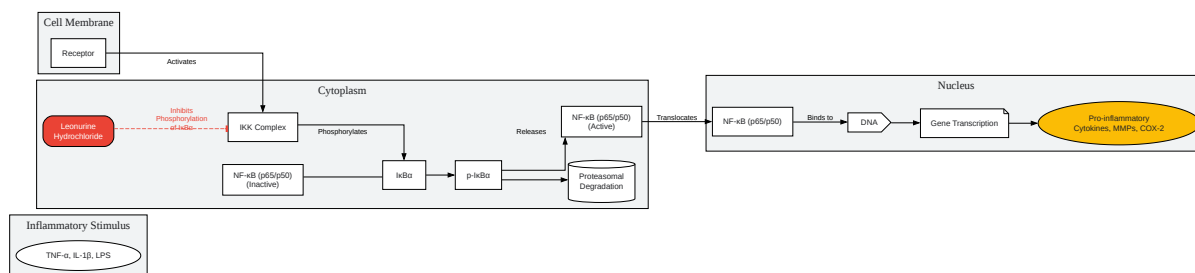 Cell Membrane
Receptor
Activates
Cytoplasm
Leonurine
Hydrochloride
Inhibits
Phosphorylation
of IκBα
IKK Complex
Phosphorylates
NF-κB (p65/p50)
(Inactive)
IκBα
p-IκBα
Releases
NF-κB (p65/p50)
(Active)
Proteasomal
Degradation
Translocates
Nucleus
NF-κB (p65/p50)
Binds to
DNA
Gene Transcription
Pro-inflammatory
Cytokines, MMPs, COX-2
Inflammatory Stimulus
TNF-α, IL-1β, LPS